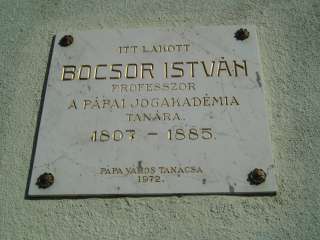 ITT LAKOTT
BOCSOR ISTVÁN
PROFESSZOR
A PÁPAI JOGAKADÉMIA
TANÁRA.
1807 – 1885.
PÁPA VÁROS TANÁCSA
1972.